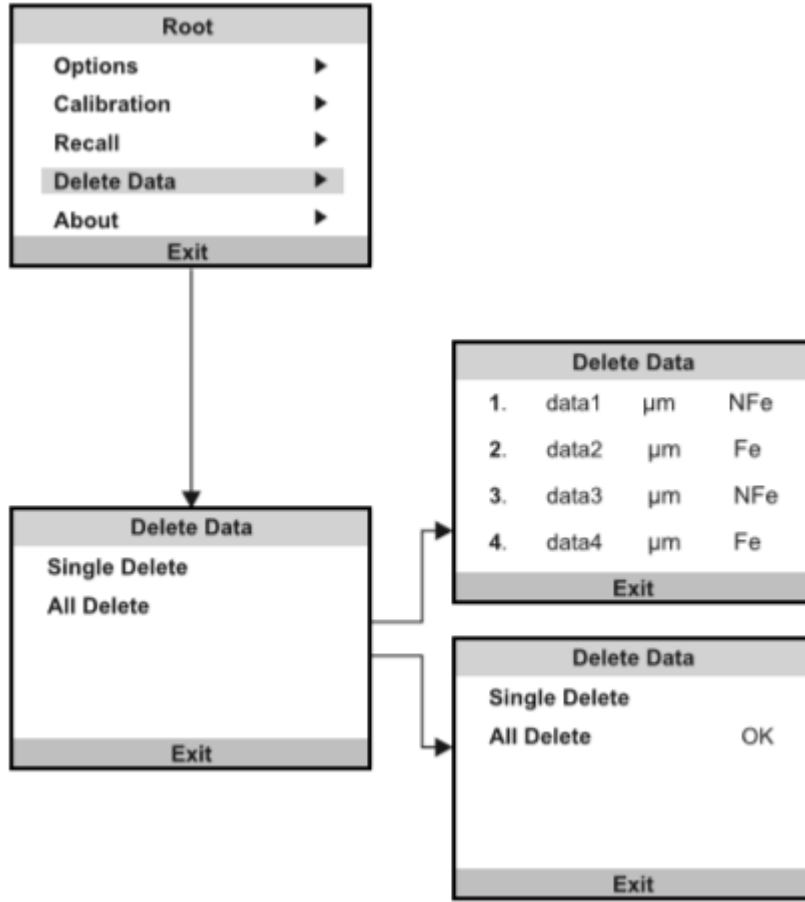 Root
Options
Calibration
Recall
Delete Data
About
Exit
Delete Data
Single Delete
All Delete
Exit
Delete Data
1. data1 µm NFe
2. data2 µm Fe
3. data3 µm NFe
4. data4 µm Fe
Exit
Delete Data
Single Delete
All Delete OK
Exit